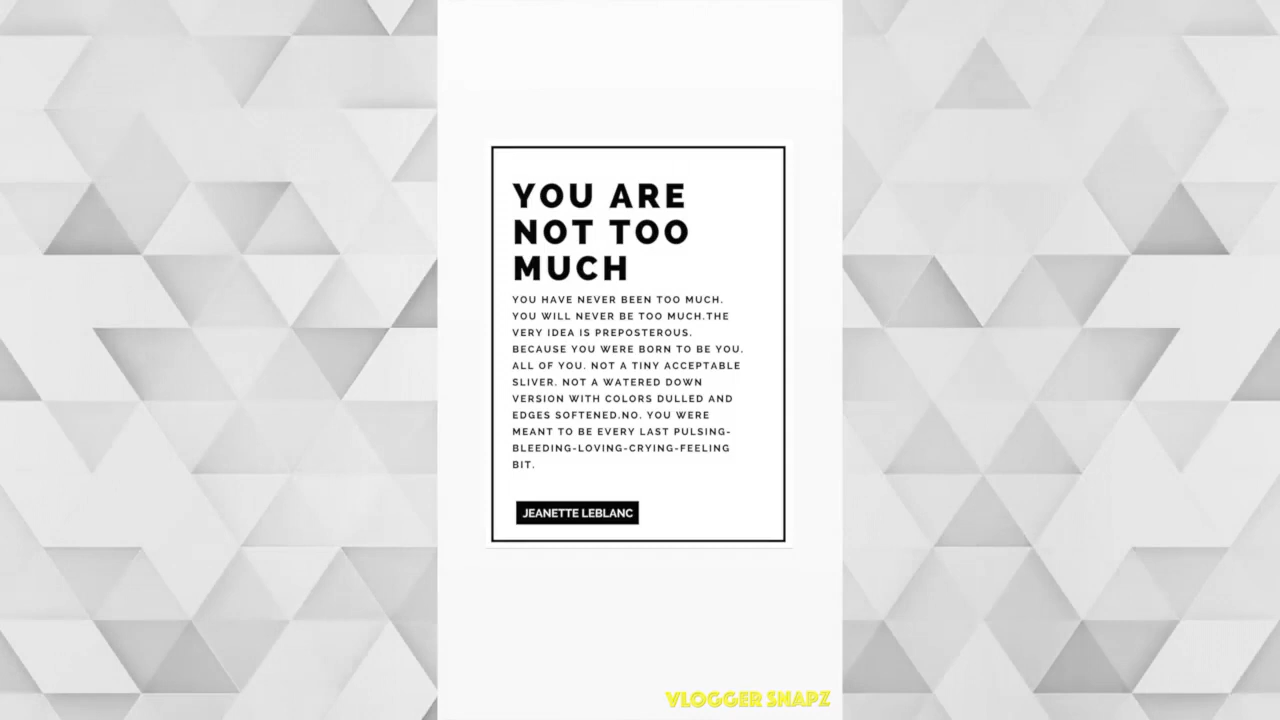 YOU ARE
NOT TOO
MUCH
YOU HAVE NEVER BEEN TOO MUCH.
YOU WILL NEVER BE TOO MUCH.THE
VERY IDEA IS PREPOSTEROUS.
BECAUSE YOU WERE BORN TO BE YOU.
ALL OF YOU. NOT A TINY ACCEPTABLE
SLIVER. NOT A WATERED DOWN
VERSION WITH COLORS DULLED AND
EDGES SOFTENED.NO. YOU WERE
MEANT TO BE EVERY LAST PULSING-
BLEEDING-LOVING-CRYING-FEELING
BIT.
JEANETTE LEBLANC
VLOGGER SNAPZ